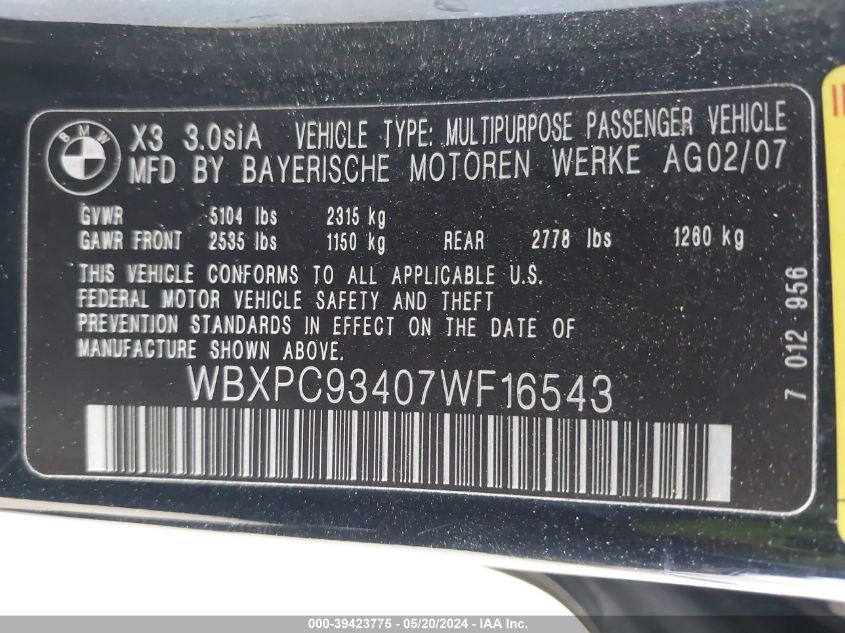 BMW
X3 3.0siA VEHICLE TYPE: MULTIPURPOSE PASSENGER VEHICLE
MFD BY BAYERISCHE MOTOREN WERKE AG02/07
GVWR 5104 lbs 2315 kg
GAWR FRONT 2535 lbs 1150 kg REAR 2778 lbs 1260 kg
THIS VEHICLE CONFORMS TO ALL APPLICABLE U.S.
FEDERAL MOTOR VEHICLE SAFETY AND THEFT
PREVENTION STANDARDS IN EFFECT ON THE DATE OF
MANUFACTURE SHOWN ABOVE.
WBXPC93407WF16543
7 012 956
000-39423775 - 05/20/2024 - IAA Inc.